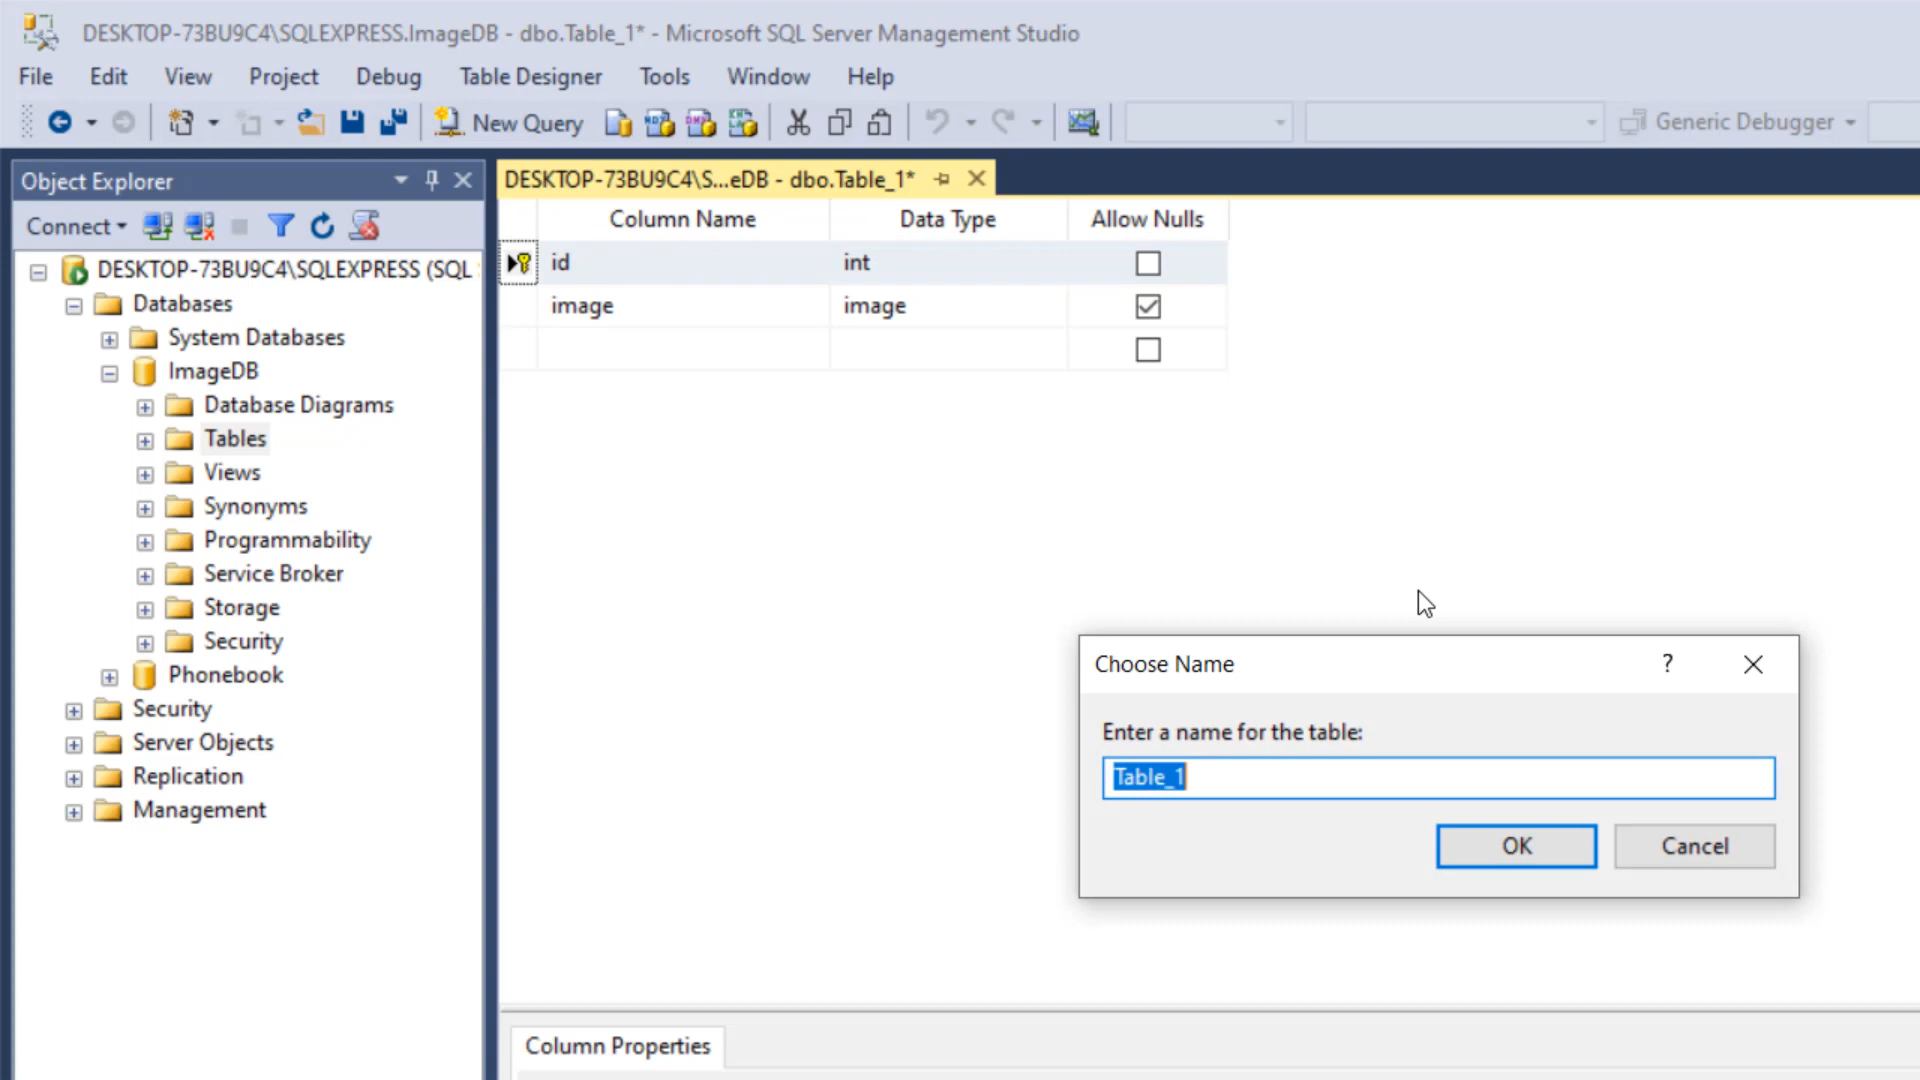 DESKTOP-73BU9C4\SQLEXPRESS.ImageDB - dbo.Table_1* - Microsoft SQL Server Management Studio
File Edit View Project Debug Table Designer Tools Window Help
New Query
Generic Debugger
Object Explorer
Connect
DESKTOP-73BU9C4\SQLEXPRESS (SQL
Databases
System Databases
ImageDB
Database Diagrams
Tables
Views
Synonyms
Programmability
Service Broker
Storage
Security
Phonebook
Security
Server Objects
Replication
Management
DESKTOP-73BU9C4\S...eDB - dbo.Table_1*
Column Name Data Type Allow Nulls
id int
image image
Choose Name
?
Enter a name for the table:
Table_1
OK Cancel
Column Properties